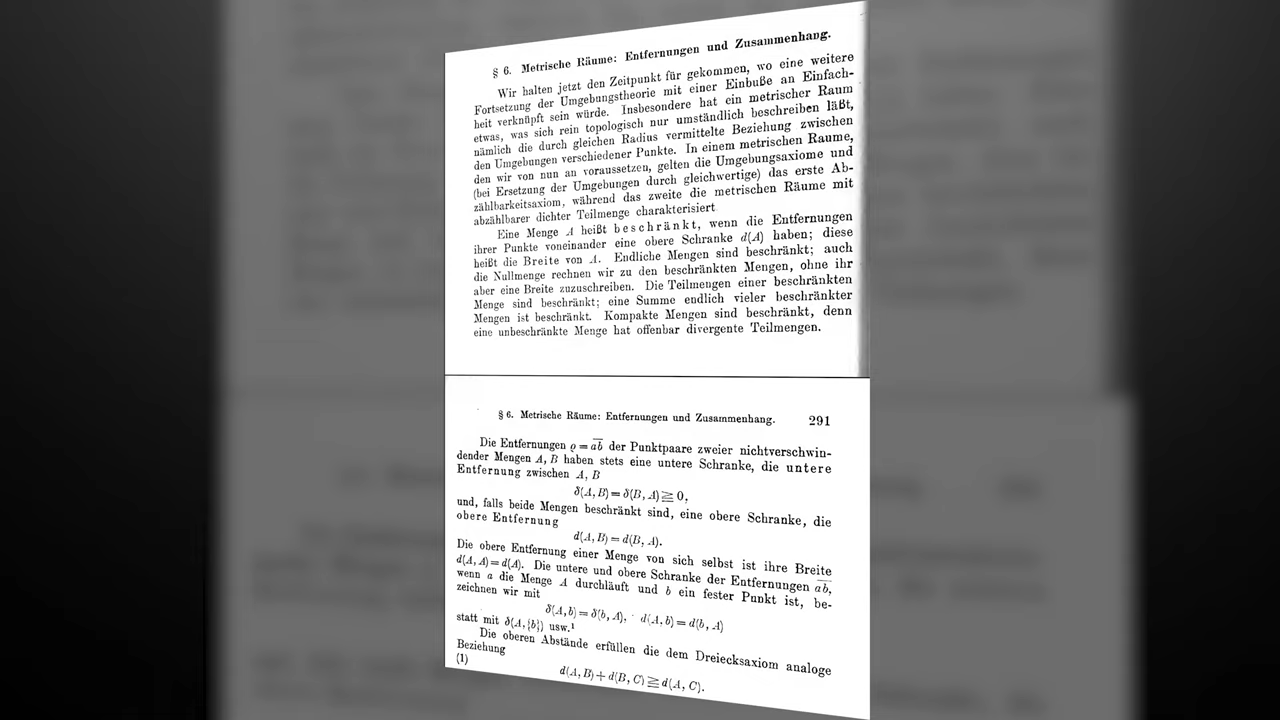 § 6. Metrische Räume: Entfernungen und Zusammenhang.
Wir halten jetzt den Zeitpunkt für gekommen, wo eine weitere
Fortsetzung der Umgebungstheorie mit einer Einbuße an Einfach-
heit verknüpft sein würde. Insbesondere hat ein metrischer Raum
etwas, was sich rein topologisch nur umständlich beschreiben läßt,
nämlich die durch gleichen Radius vermittelte Beziehung zwischen
den Umgebungen verschiedener Punkte. In einem metrischen Raume,
den wir von nun an voraussetzen, gelten die Umgebungsaxiome und
(bei Ersetzung der Umgebungen durch gleichwertige) das erste Ab-
zählbarkeitsaxiom, während das zweite die metrischen Räume mit
abzählbarer dichter Teilmenge charakterisiert
Eine Menge A heißt beschränkt, wenn die Entfernungen
ihrer Punkte voneinander eine obere Schranke d(A) haben; diese
heißt die Breite von A. Endliche Mengen sind beschränkt; auch
die Nullmenge rechnen wir zu den beschränkten Mengen, ohne ihr
aber eine Breite zuzuschreiben. Die Teilmengen einer beschränkten
Menge sind beschränkt; eine Summe endlich vieler beschränkter
Mengen ist beschränkt. Kompakte Mengen sind beschränkt, denn
eine unbeschränkte Menge hat offenbar divergente Teilmengen.
§ 6. Metrische Räume: Entfernungen und Zusammenhang. 291
Die Entfernungen ϱ = a̅b̅ der Punktpaare zweier nichtverschwin-
dender Mengen A, B haben stets eine untere Schranke, die untere
Entfernung zwischen A, B
δ(A, B) = δ(B, A) ≧ 0,
und, falls beide Mengen beschränkt sind, eine obere Schranke, die
obere Entfernung
d(A, B) = d(B, A).
Die obere Entfernung einer Menge von sich selbst ist ihre Breite
d(A, A) = d(A). Die untere und obere Schranke der Entfernungen a̅b̅,
wenn a die Menge A durchläuft und b ein fester Punkt ist, be-
zeichnen wir mit
δ(A, b) = δ(b, A), d(A, b) = d(b, A)
statt mit δ(A, {b}) usw.¹
Die oberen Abstände erfüllen die dem Dreiecksaxiom analoge
Beziehung
(1) d(A, B) + d(B, C) ≧ d(A, C).